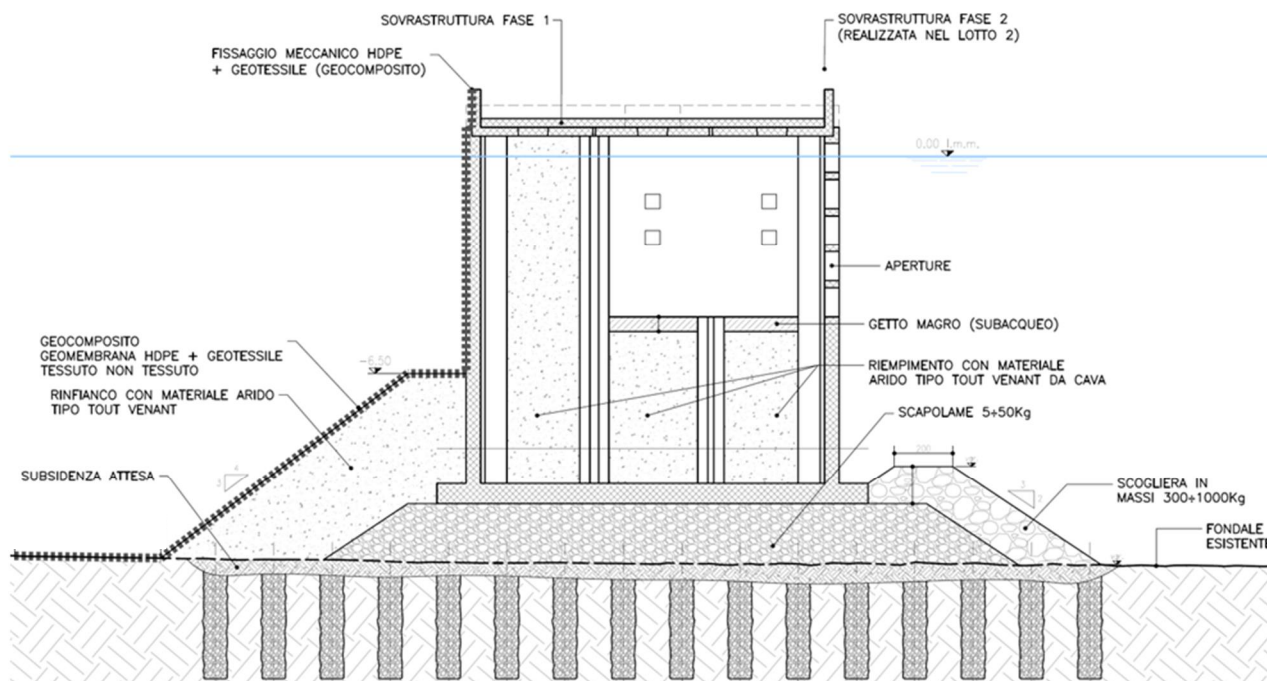 SOVRASTRUTTURA FASE 1
SOVRASTRUTTURA FASE 2
(REALIZZATA NEL LOTTO 2)
FISSAGGIO MECCANICO HDPE
+ GEOTESSILE (GEOCOMPOSITO)
0.00 l.m.m.
APERTURE
GETTO MAGRO (SUBACQUEO)
GEOCOMPOSITO
GEOMEMBRANA HDPE + GEOTESSILE
TESSUTO NON TESSUTO
-6.50
RIEMPIMENTO CON MATERIALE
ARIDO TIPO TOUT VENANT DA CAVA
RINFIANCO CON MATERIALE ARIDO
TIPO TOUT VENANT
SCAPOLAME 5÷50Kg
200
SUBSIDENZA ATTESA
4
3
3
2
SCOGLIERA IN
MASSI 300÷1000Kg
FONDALE
ESISTENTE